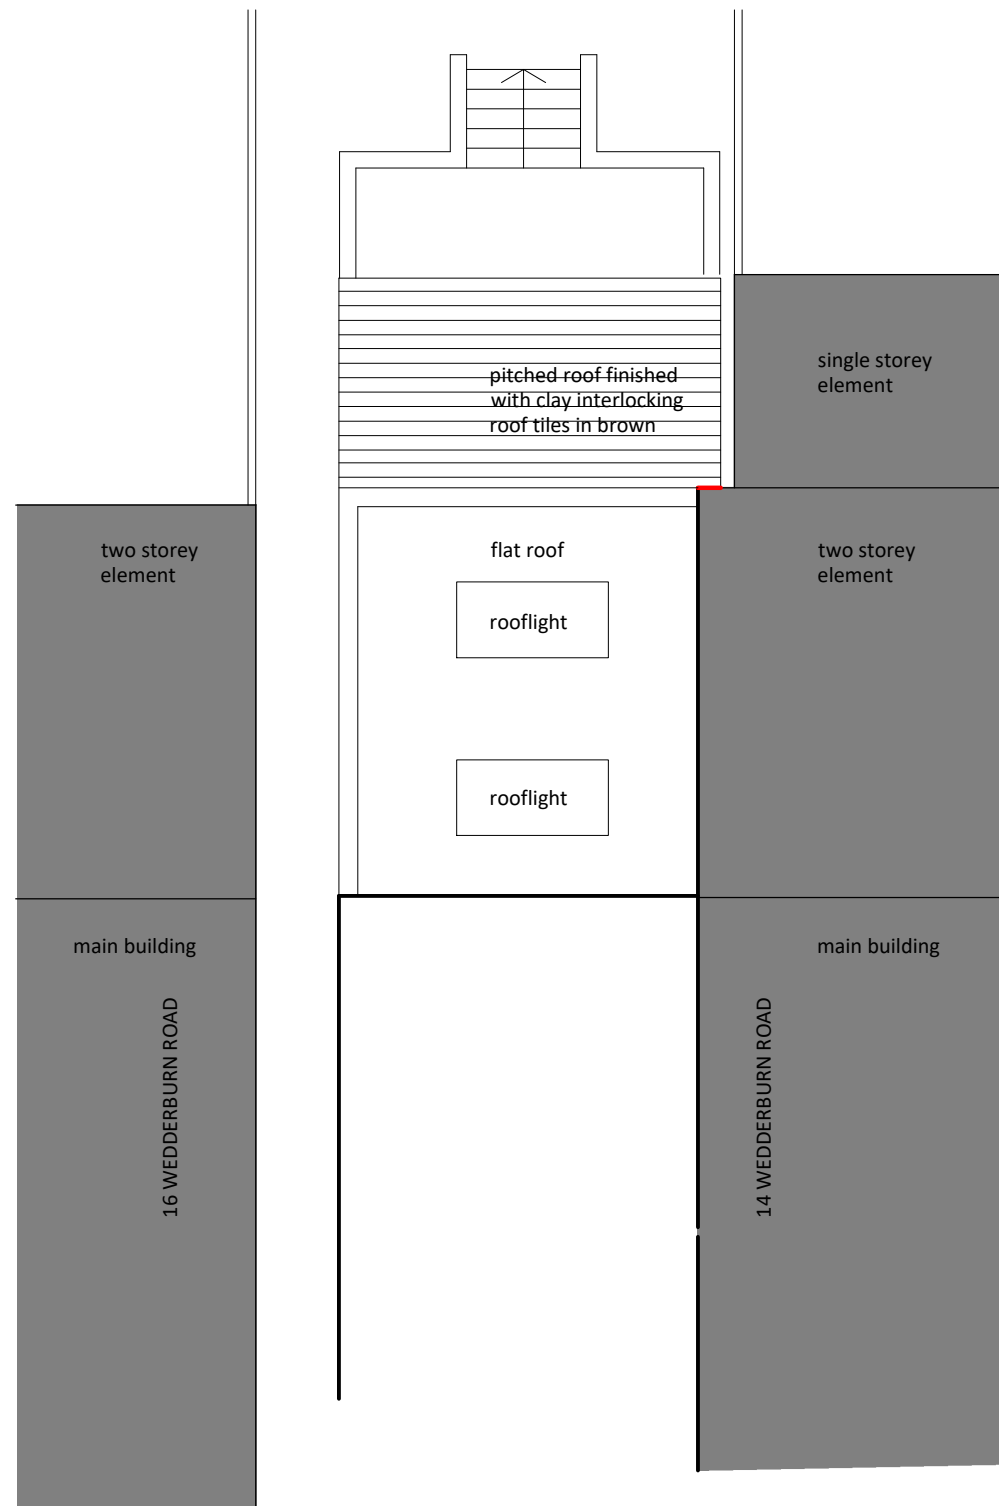 pitched roof finished
with clay interlocking
roof tiles in brown
single storey
element
two storey
element
flat roof
two storey
element
rooflight
rooflight
main building
main building
16 WEDDERBURN ROAD
14 WEDDERBURN ROAD